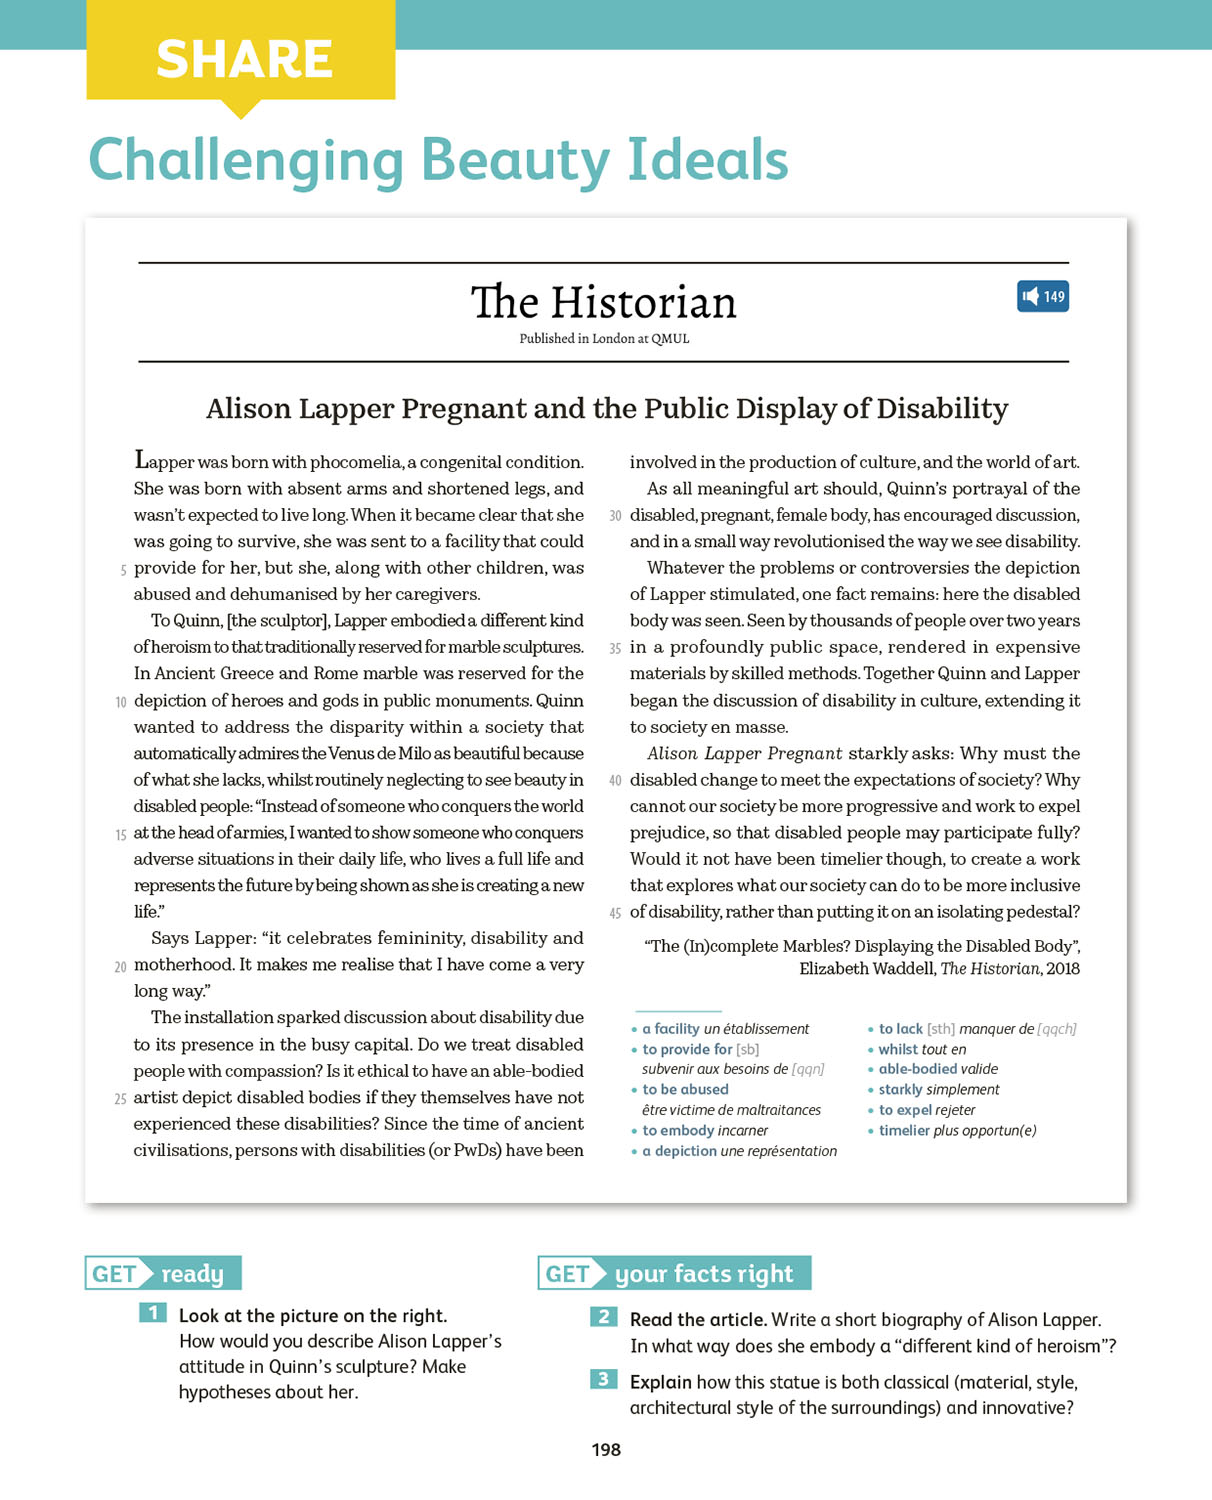 SHARE
Challenging Beauty Ideals
The Historian
Published in London at QMUL
149
Alison Lapper Pregnant and the Public Display of Disability
Lapper was born with phocomelia, a congenital condition.
She was born with absent arms and shortened legs, and
wasn't expected to live long. When it became clear that she
was going to survive, she was sent to a facility that could
5 provide for her, but she, along with other children, was
abused and dehumanised by her caregivers.
To Quinn, [the sculptor], Lapper embodied a different kind
of heroism to that traditionally reserved for marble sculptures.
In Ancient Greece and Rome marble was reserved for the
10 depiction of heroes and gods in public monuments. Quinn
wanted to address the disparity within a society that
automatically admires the Venus de Milo as beautiful because
of what she lacks, whilst routinely neglecting to see beauty in
disabled people: “Instead of someone who conquers the world
15 at the head of armies, I wanted to show someone who conquers
adverse situations in their daily life, who lives a full life and
represents the future by being shown as she is creating a new
life.”
Says Lapper: “it celebrates femininity, disability and
20 motherhood. It makes me realise that I have come a very
long way.”
The installation sparked discussion about disability due
to its presence in the busy capital. Do we treat disabled
people with compassion? Is it ethical to have an able-bodied
25 artist depict disabled bodies if they themselves have not
experienced these disabilities? Since the time of ancient
civilisations, persons with disabilities (or PwDs) have been
involved in the production of culture, and the world of art.
As all meaningful art should, Quinn's portrayal of the
30 disabled, pregnant, female body, has encouraged discussion,
and in a small way revolutionised the way we see disability.
Whatever the problems or controversies the depiction
of Lapper stimulated, one fact remains: here the disabled
body was seen. Seen by thousands of people over two years
35 in a profoundly public space, rendered in expensive
materials by skilled methods. Together Quinn and Lapper
began the discussion of disability in culture, extending it
to society en masse.
Alison Lapper Pregnant starkly asks: Why must the
40 disabled change to meet the expectations of society? Why
cannot our society be more progressive and work to expel
prejudice, so that disabled people may participate fully?
Would it not have been timelier though, to create a work
that explores what our society can do to be more inclusive
45 of disability, rather than putting it on an isolating pedestal?
“The (In)complete Marbles? Displaying the Disabled Body”,
Elizabeth Waddell, The Historian, 2018
• a facility un établissement
• to provide for [sb]
subvenir aux besoins de [qqn]
• to be abused
être victime de maltraitances
• to embody incarner
• a depiction une représentation
• to lack [sth] manquer de [qqch]
• whilst tout en
• able-bodied valide
• starkly simplement
• to expel rejeter
• timelier plus opportun(e)
GET ready
1 Look at the picture on the right.
How would you describe Alison Lapper's
attitude in Quinn's sculpture? Make
hypotheses about her.
GET your facts right
2 Read the article. Write a short biography of Alison Lapper.
In what way does she embody a “different kind of heroism”?
3 Explain how this statue is both classical (material, style,
architectural style of the surroundings) and innovative?
198